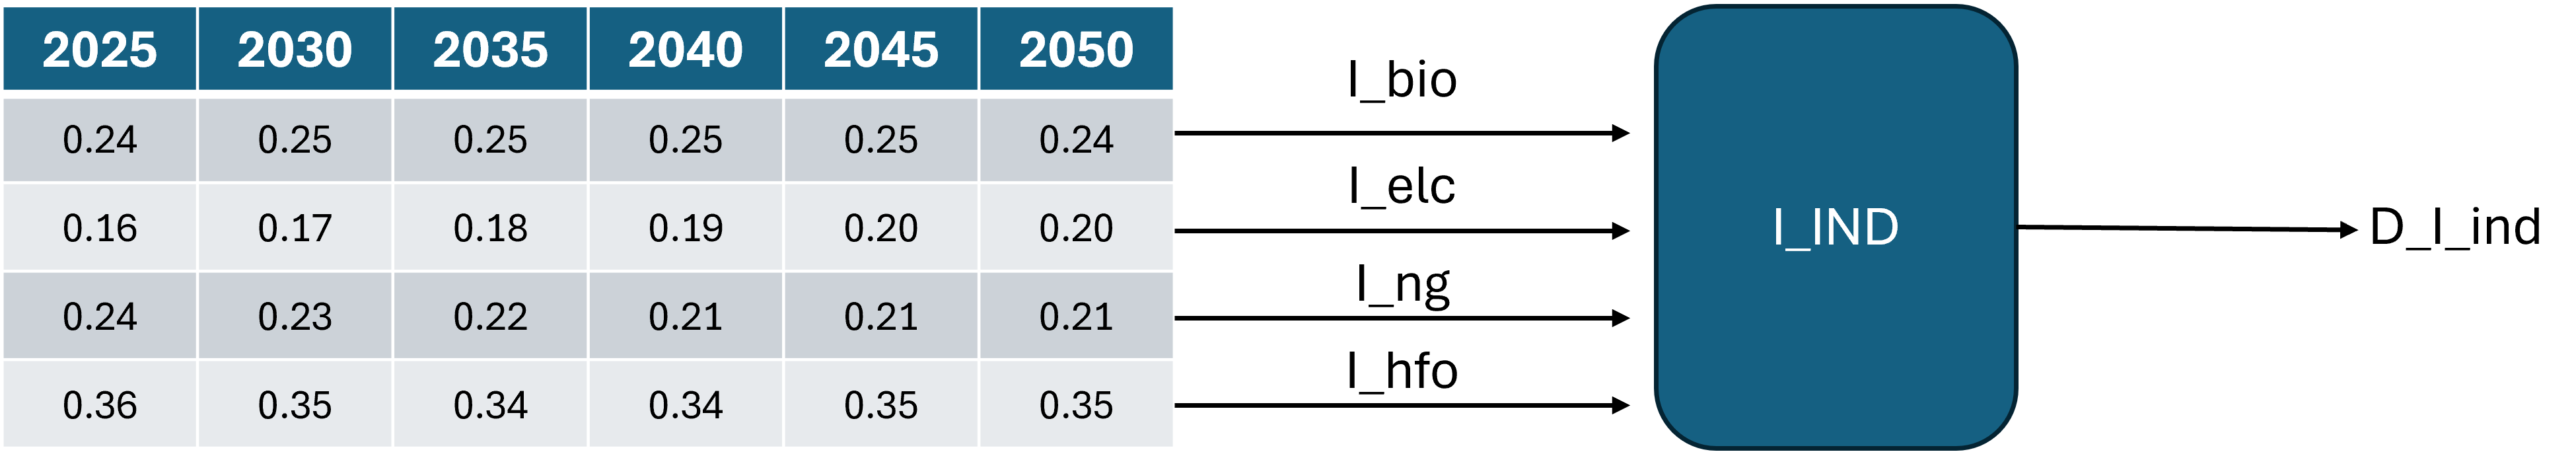 2025 2030 2035 2040 2045 2050
0.24 0.25 0.25 0.25 0.25 0.24
0.16 0.17 0.18 0.19 0.20 0.20
0.24 0.23 0.22 0.21 0.21 0.21
0.36 0.35 0.34 0.34 0.35 0.35
I_bio
I_elc
I_ng
I_hfo
I_IND
D_I_ind